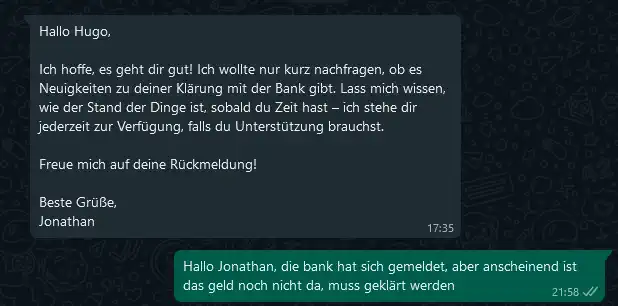 Hallo Hugo,
Ich hoffe, es geht dir gut! Ich wollte nur kurz nachfragen, ob es
Neuigkeiten zu deiner Klärung mit der Bank gibt. Lass mich wissen,
wie der Stand der Dinge ist, sobald du Zeit hast – ich stehe dir
jederzeit zur Verfügung, falls du Unterstützung brauchst.
Freue mich auf deine Rückmeldung!
Beste Grüße,
Jonathan
17:35
Hallo Jonathan, die bank hat sich gemeldet, aber anscheinend ist
das geld noch nicht da, muss geklärt werden
21:58